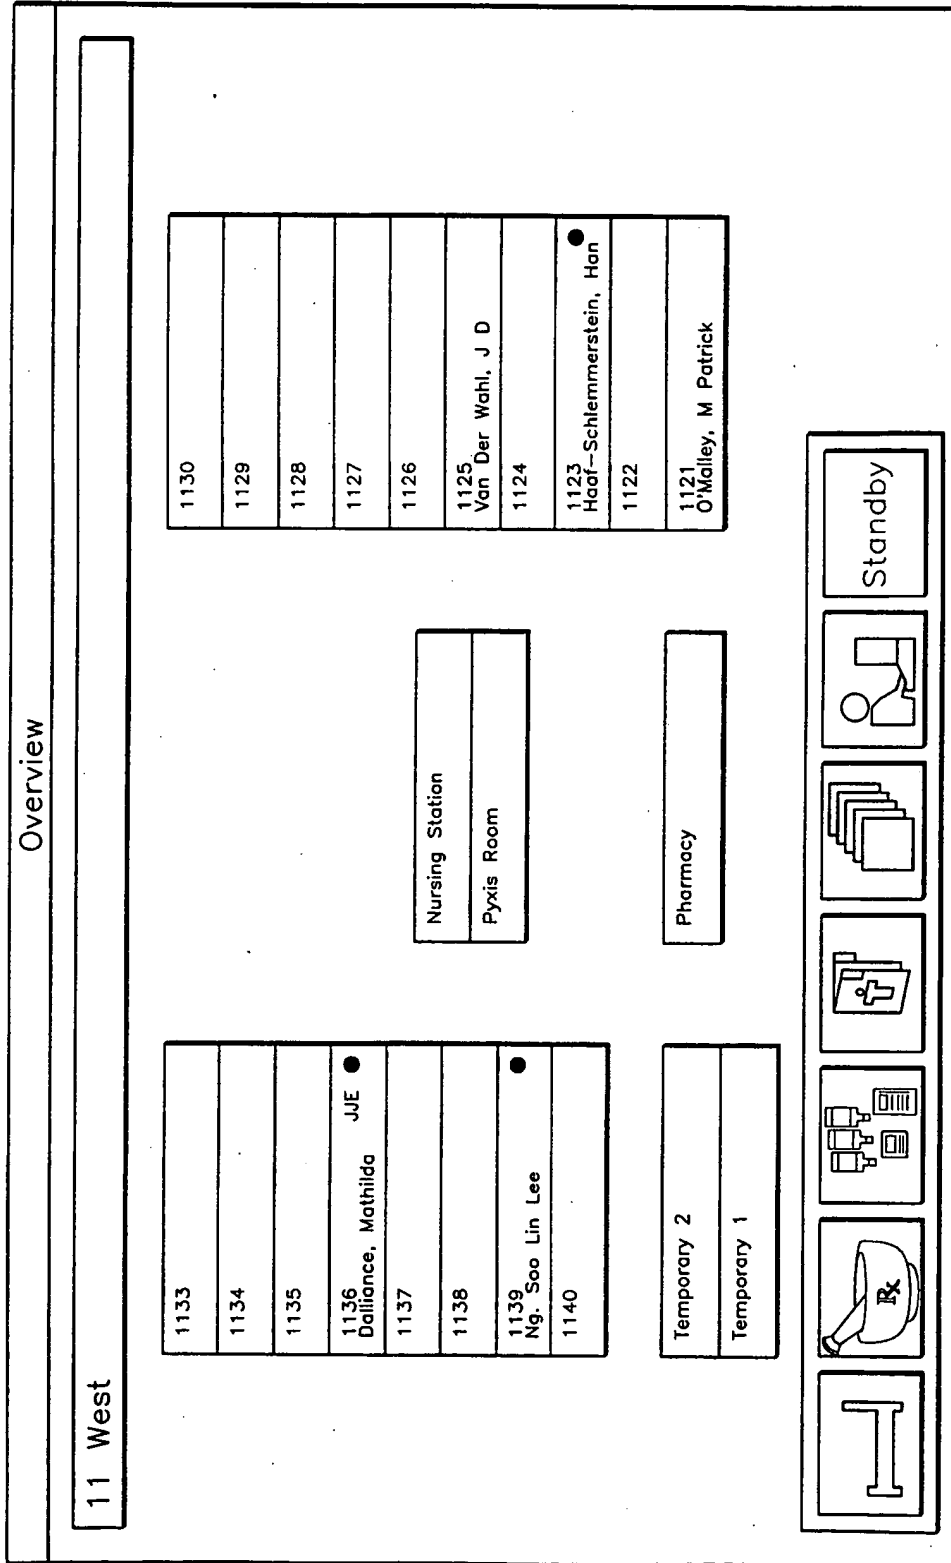 Overview
11 West
1133
1134
1135
1136
Dalliance, Mathilda JJE
1137
1138
1139
Ng. Soo Lin Lee
1140
Temporary 2
Temporary 1
Nursing Station
Pyxis Room
Pharmacy
1130
1129
1128
1127
1126
1125
Van Der Wahl, J D
1124
1123
Haaf-Schlemmerstein, Han
1122
1121
O'Malley, M Patrick
Rx
Standby